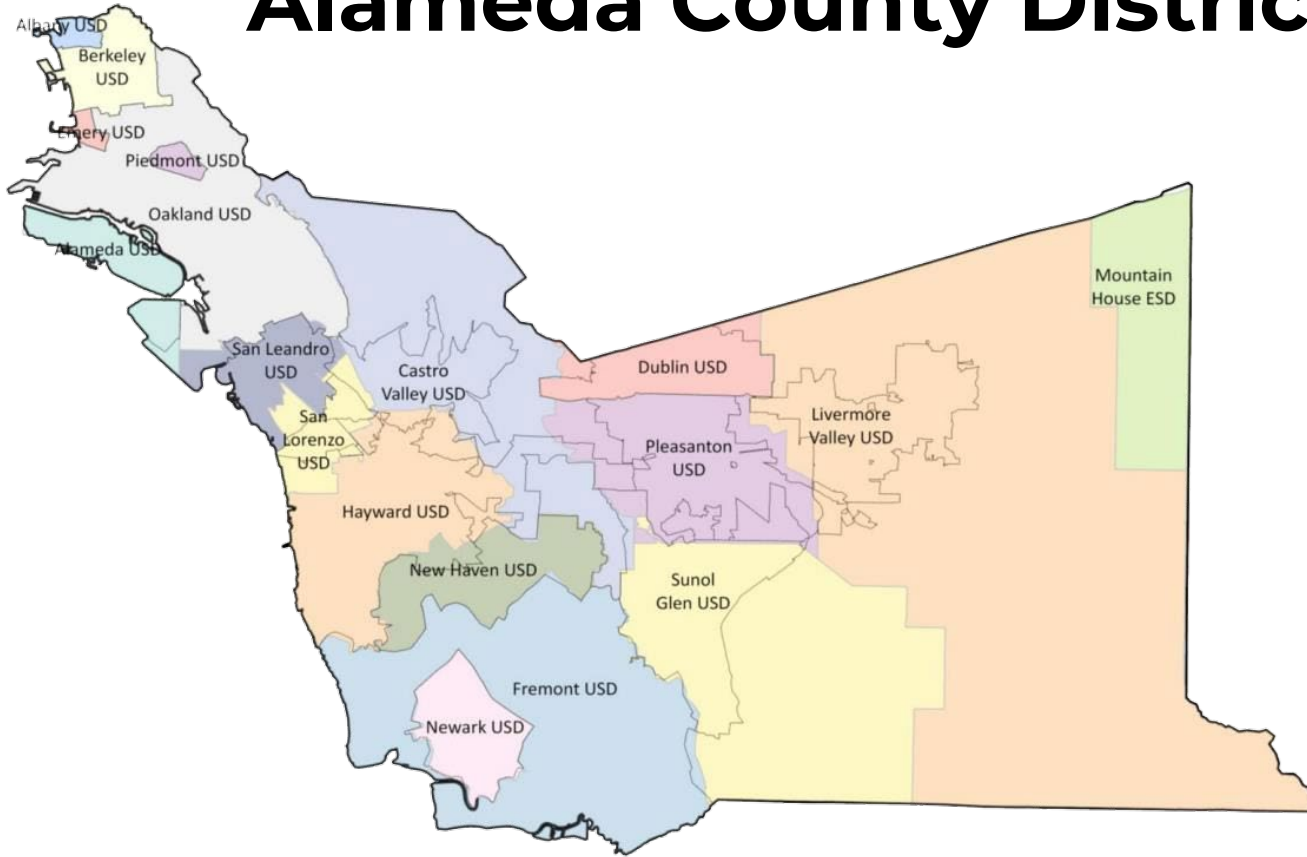 Alameda County Distric
Albany USD
Berkeley
USD
Emery USD
Piedmont USD
Oakland USD
Alameda USD
Mountain
House ESD
San Leandro
USD
Castro
Valley USD
Dublin USD
San
Lorenzo
USD
Livermore
Valley USD
Pleasanton
USD
Hayward USD
New Haven USD
Sunol
Glen USD
Fremont USD
Newark USD